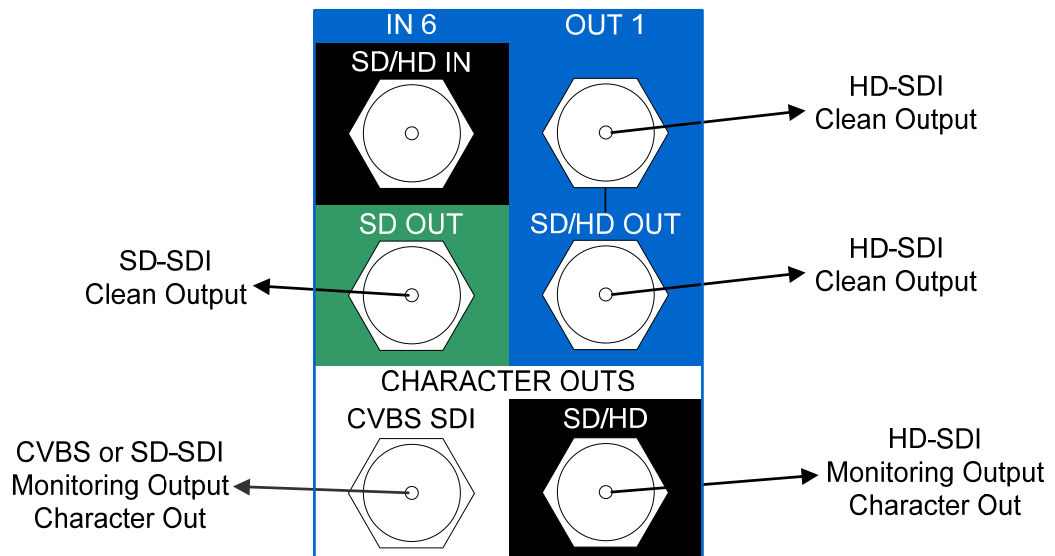 IN 6
OUT 1
SD/HD IN
HD-SDI
Clean Output
SD OUT
SD/HD OUT
SD-SDI
Clean Output
HD-SDI
Clean Output
CHARACTER OUTS
CVBS SDI
SD/HD
CVBS or SD-SDI
Monitoring Output
Character Out
HD-SDI
Monitoring Output
Character Out